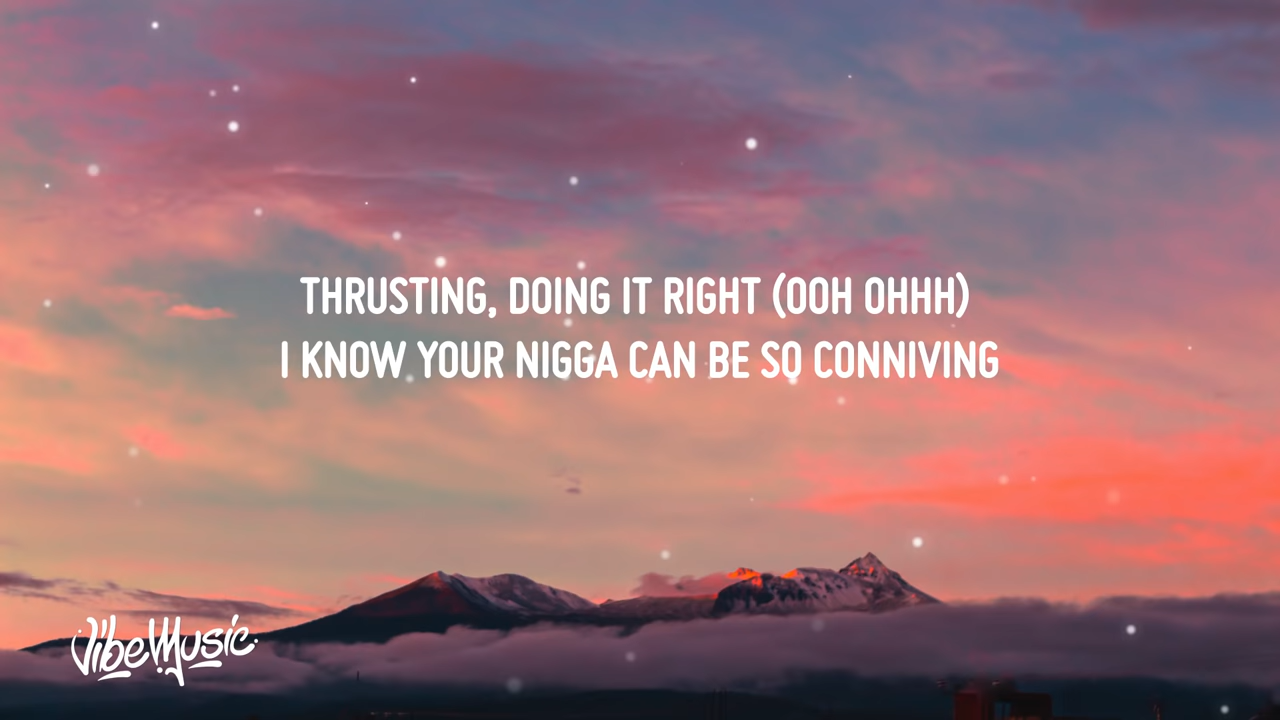 THRUSTING, DOING IT RIGHT (OOH OHHH)
I KNOW YOUR NIGGA CAN BE SO CONNIVING
VibeMusic